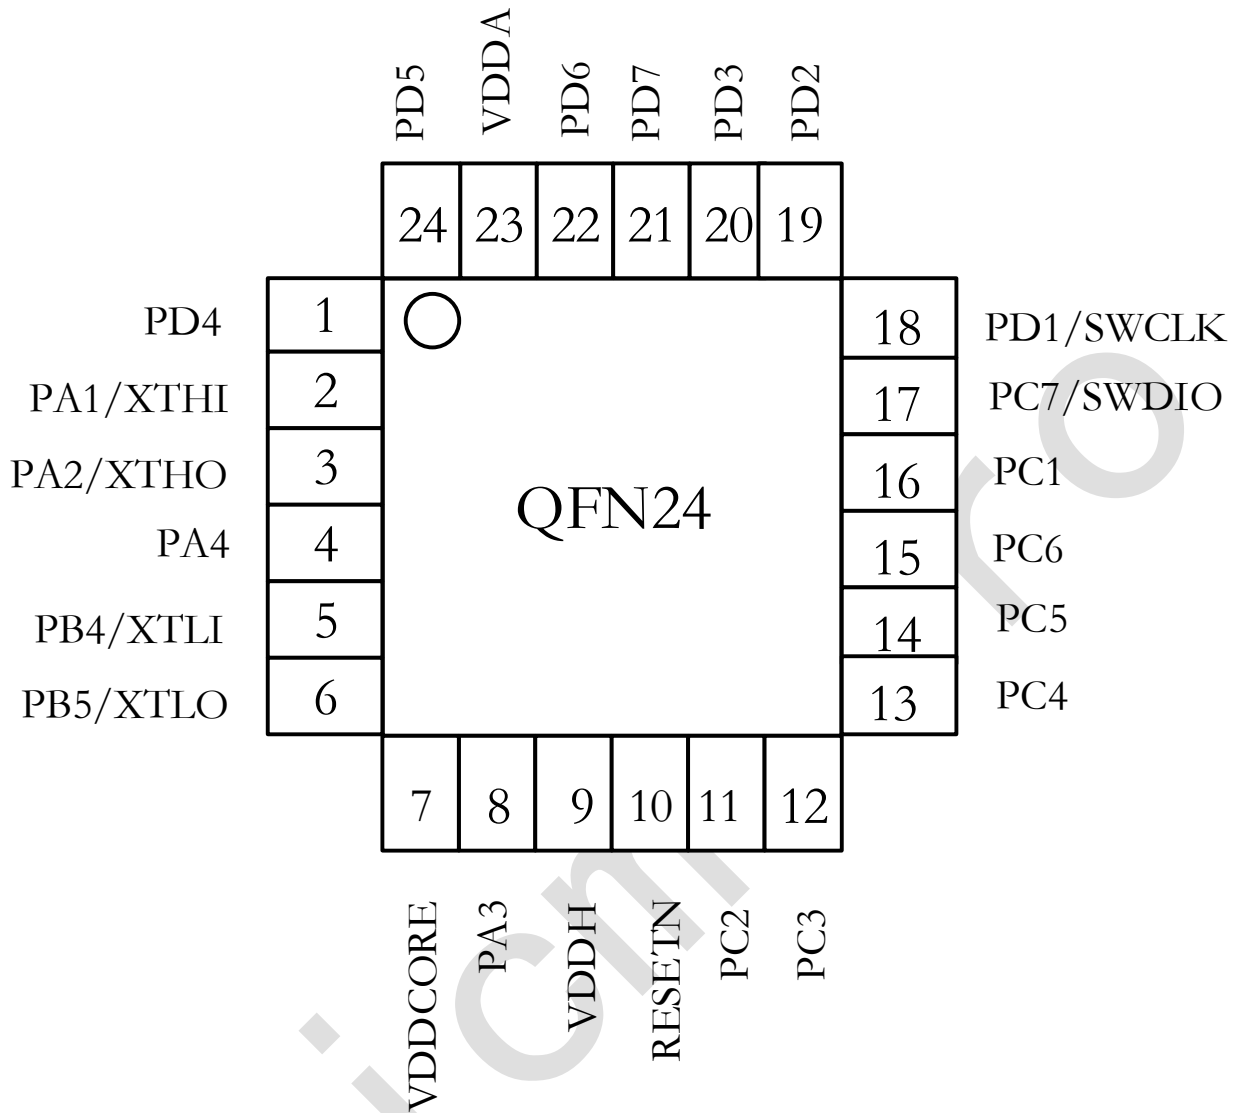 PD5
VDDA
PD6
PD7
PD3
PD2
24
23
22
21
20
19
PD4
1
18
PD1/SWCLK
PA1/XTHI
2
17
PC7/SWDIO
PA2/XTHO
3
16
PC1
QFN24
PA4
4
15
PC6
PB4/XTLI
5
14
PC5
PB5/XTLO
6
13
PC4
7
8
9
10
11
12
VDDCORE
PA3
VDDH
RESETN
PC2
PC3